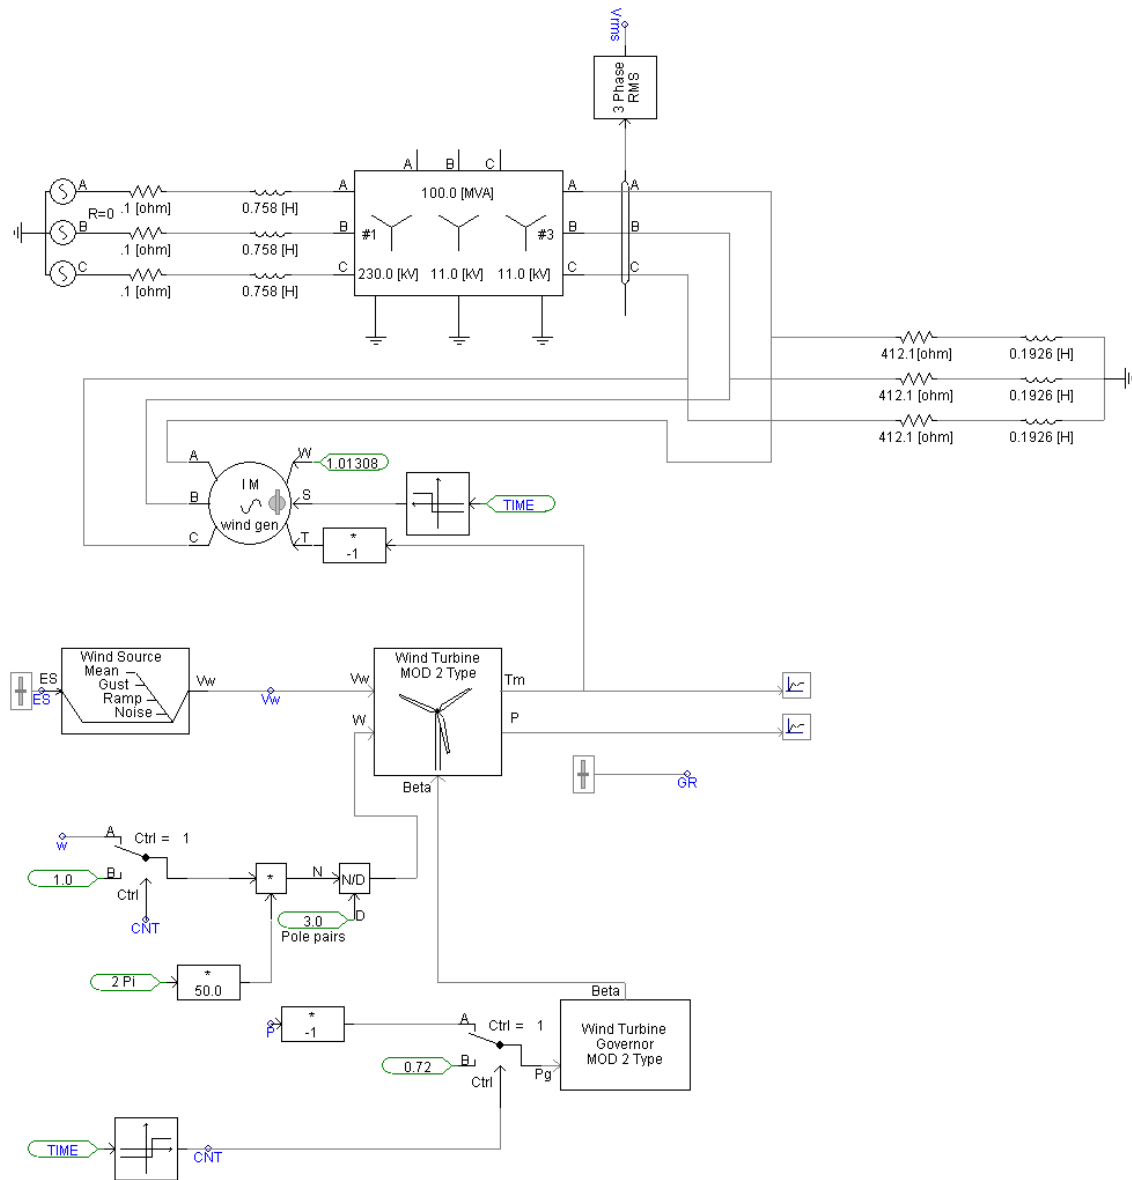 Vrms
3 Phase
RMS
A B C
A .1 [ohm] 0.758 [H] A 100.0 [MVA] A A
R=0
B .1 [ohm] 0.758 [H] B #1 #3 B B
C .1 [ohm] 0.758 [H] C 230.0 [kV] 11.0 [kV] 11.0 [kV] C C
412.1[ohm] 0.1926 [H]
412.1 [ohm] 0.1926 [H]
412.1 [ohm] 0.1926 [H]
A W 1.01308
I M
B S TIME
wind gen
C T * -1
Wind Source
Mean
Gust
Ramp
Noise
ES
ES
Vw
Vw
Wind Turbine
MOD 2 Type
Vw
W
Tm
P
Beta
GR
w A Ctrl = 1
1.0 B
Ctrl
CNT
* N N/D
3.0 D
Pole pairs
2 Pi *
50.0
Beta
P *
-1
A Ctrl = 1
0.72 B
Ctrl
Pg
Wind Turbine
Governor
MOD 2 Type
TIME CNT